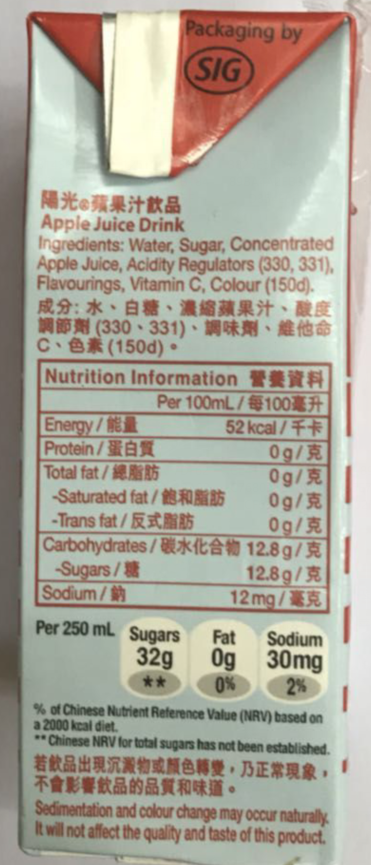 Packaging by
SIG
陽光®蘋果汁飲品
Apple Juice Drink
Ingredients: Water, Sugar, Concentrated
Apple Juice, Acidity Regulators (330, 331),
Flavourings, Vitamin C, Colour (150d).
成分: 水、白糖、濃縮蘋果汁、酸度
調節劑 (330、331)、調味劑、維他命
C、色素 (150d)。
Nutrition Information 營養資料
Per 100mL / 每100毫升
Energy / 能量 52 kcal / 千卡
Protein / 蛋白質 0 g / 克
Total fat / 總脂肪 0 g / 克
-Saturated fat / 飽和脂肪 0 g / 克
-Trans fat / 反式脂肪 0 g / 克
Carbohydrates / 碳水化合物 12.8 g / 克
-Sugars / 糖 12.8 g / 克
Sodium / 鈉 12 mg / 毫克
Per 250 mL Sugars Fat Sodium
32g 0g 30mg
** 0% 2%
% of Chinese Nutrient Reference Value (NRV) based on
a 2000 kcal diet.
** Chinese NRV for total sugars has not been established.
若飲品出現沉澱物或顏色轉變，乃正常現象，
不會影響飲品的品質和味道。
Sedimentation and colour change may occur naturally.
It will not affect the quality and taste of this product.